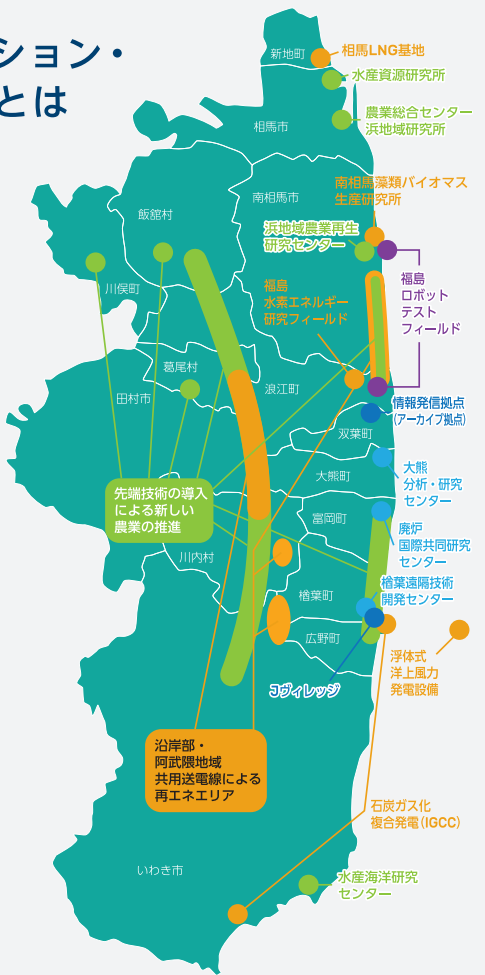 ション・
とは
新地町
相馬LNG基地
水産資源研究所
農業総合センター
浜地域研究所
相馬市
南相馬藻類バイオマス
生産研究所
南相馬市
飯舘村
浜地域農業再生
研究センター
福島
ロボット
テスト
フィールド
福島
水素エネルギー
研究フィールド
川俣町
葛尾村
浪江町
田村市
情報発信拠点
(アーカイブ拠点)
双葉町
大熊町
大熊
分析・研究
センター
先端技術の導入
による新しい
農業の推進
富岡町
廃炉
国際共同研究
センター
川内村
楢葉町
楢葉遠隔技術
開発センター
広野町
浮体式
洋上風力
発電設備
Jヴィレッジ
沿岸部・
阿武隈地域
共用送電線による
再エネエリア
石炭ガス化
複合発電(IGCC)
いわき市
水産海洋研究
センター